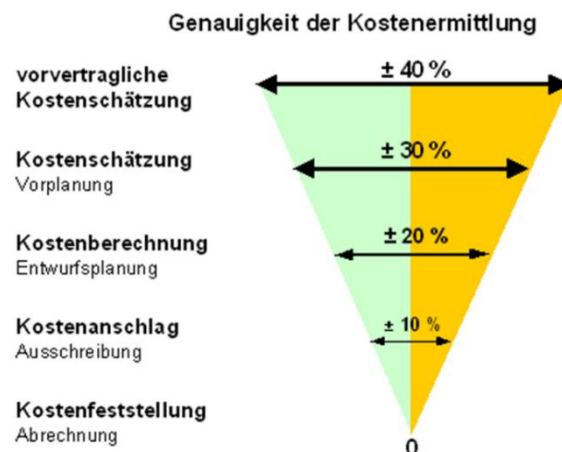 Genauigkeit der Kostenermittlung
vorvertragliche
Kostenschätzung
± 40 %
Kostenschätzung
Vorplanung
± 30 %
Kostenberechnung
Entwurfsplanung
± 20 %
Kostenanschlag
Ausschreibung
± 10 %
Kostenfeststellung
Abrechnung
0